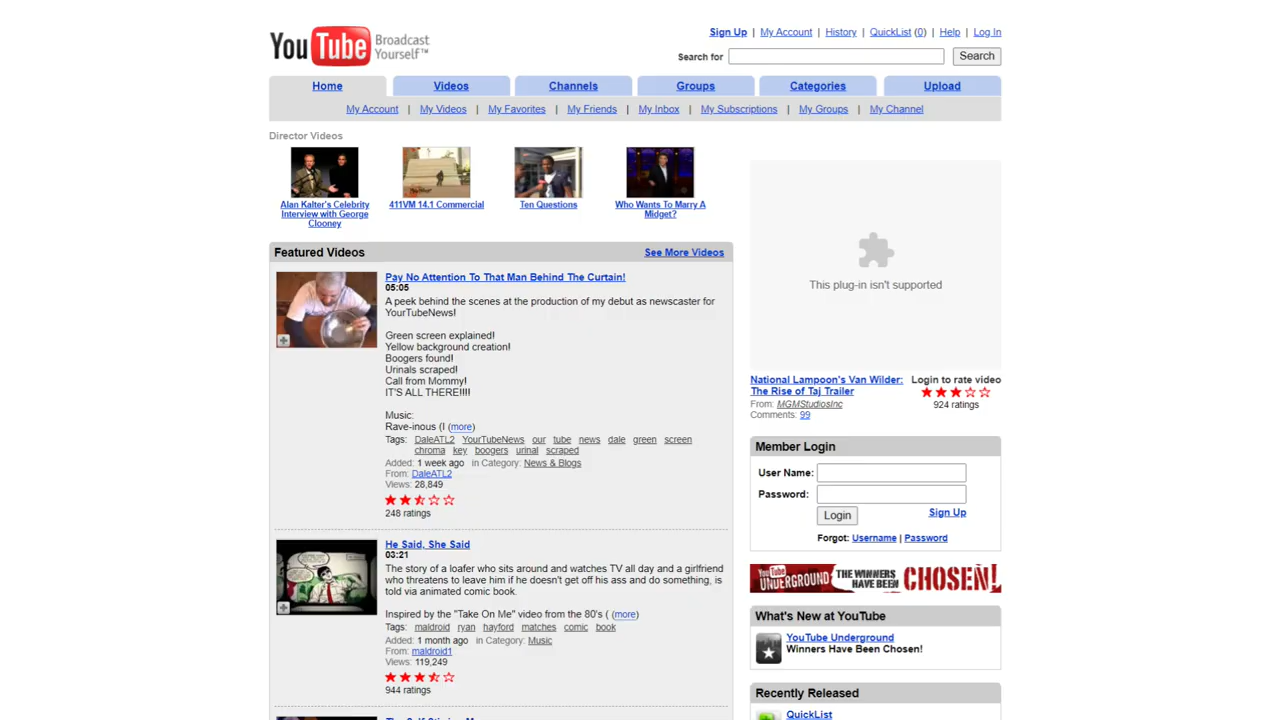 YouTube Broadcast Yourself™
Sign Up | My Account | History | QuickList (0) | Help | Log In
Search for Search
Home Videos Channels Groups Categories Upload
My Account | My Videos | My Favorites | My Friends | My Inbox | My Subscriptions | My Groups | My Channel
Director Videos
Alan Kalter's Celebrity
Interview with George
Clooney
411VM 14.1 Commercial
Ten Questions
Who Wants To Marry A
Midget?
Featured Videos See More Videos
Pay No Attention To That Man Behind The Curtain!
05:05
A peek behind the scenes at the production of my debut as newscaster for
YourTubeNews!
Green screen explained!
Yellow background creation!
Boogers found!
Urinals scraped!
Call from Mommy!
IT'S ALL THERE!!!!
Music:
Rave-inous (I (more)
Tags: DaleATL2 YourTubeNews our tube news dale green screen
chroma key boogers urinal scraped
Added: 1 week ago in Category: News & Blogs
From: DaleATL2
Views: 28,849
248 ratings
He Said, She Said
03:21
The story of a loafer who sits around and watches TV all day and a girlfriend
who threatens to leave him if he doesn't get off his ass and do something, is
told via animated comic book.
Inspired by the "Take On Me" video from the 80's ( (more)
Tags: maldroid ryan hayford matches comic book
Added: 1 month ago in Category: Music
From: maldroid1
Views: 119,249
944 ratings
This plug-in isn't supported
National Lampoon's Van Wilder:
The Rise of Taj Trailer
From: MGMStudiosInc
Comments: 99
Login to rate video
924 ratings
Member Login
User Name:
Password:
Login Sign Up
Forgot: Username | Password
YouTube UNDERGROUND THE WINNERS HAVE BEEN CHOSEN!
What's New at YouTube
YouTube Underground
Winners Have Been Chosen!
Recently Released
QuickList